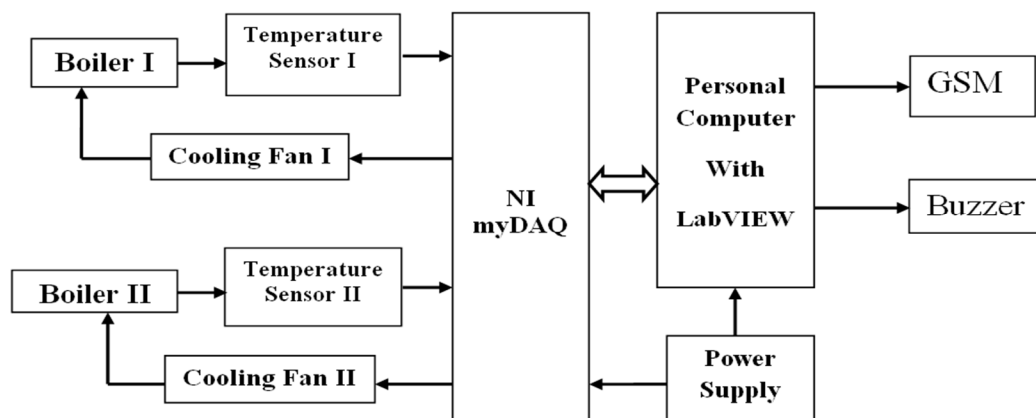 Boiler I
Temperature
Sensor I
Cooling Fan I
Boiler II
Temperature
Sensor II
Cooling Fan II
NI
myDAQ
Personal
Computer
With
LabVIEW
Power
Supply
GSM
Buzzer